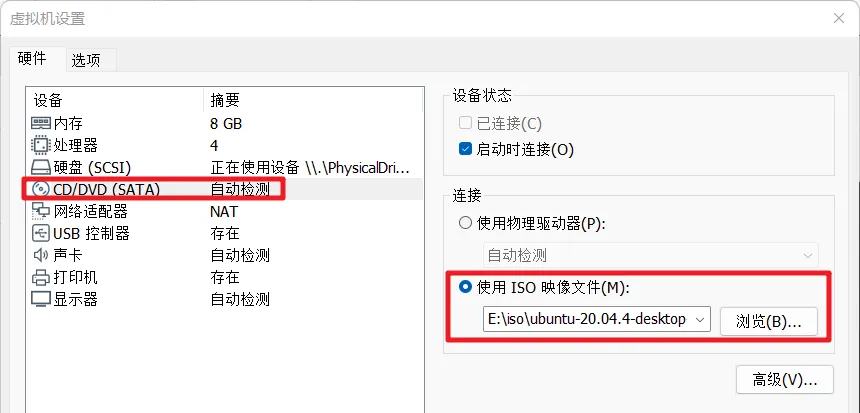 虚拟机设置
硬件 选项
设备 摘要
内存 8 GB
处理器 4
硬盘 (SCSI) 正在使用设备 \\.\PhysicalDri...
CD/DVD (SATA) 自动检测
网络适配器 NAT
USB 控制器 存在
声卡 自动检测
打印机 存在
显示器 自动检测
设备状态
已连接(C)
启动时连接(O)
连接
使用物理驱动器(P):
自动检测
使用 ISO 映像文件(M):
E:\iso\ubuntu-20.04.4-desktop
浏览(B)...
高级(V)...